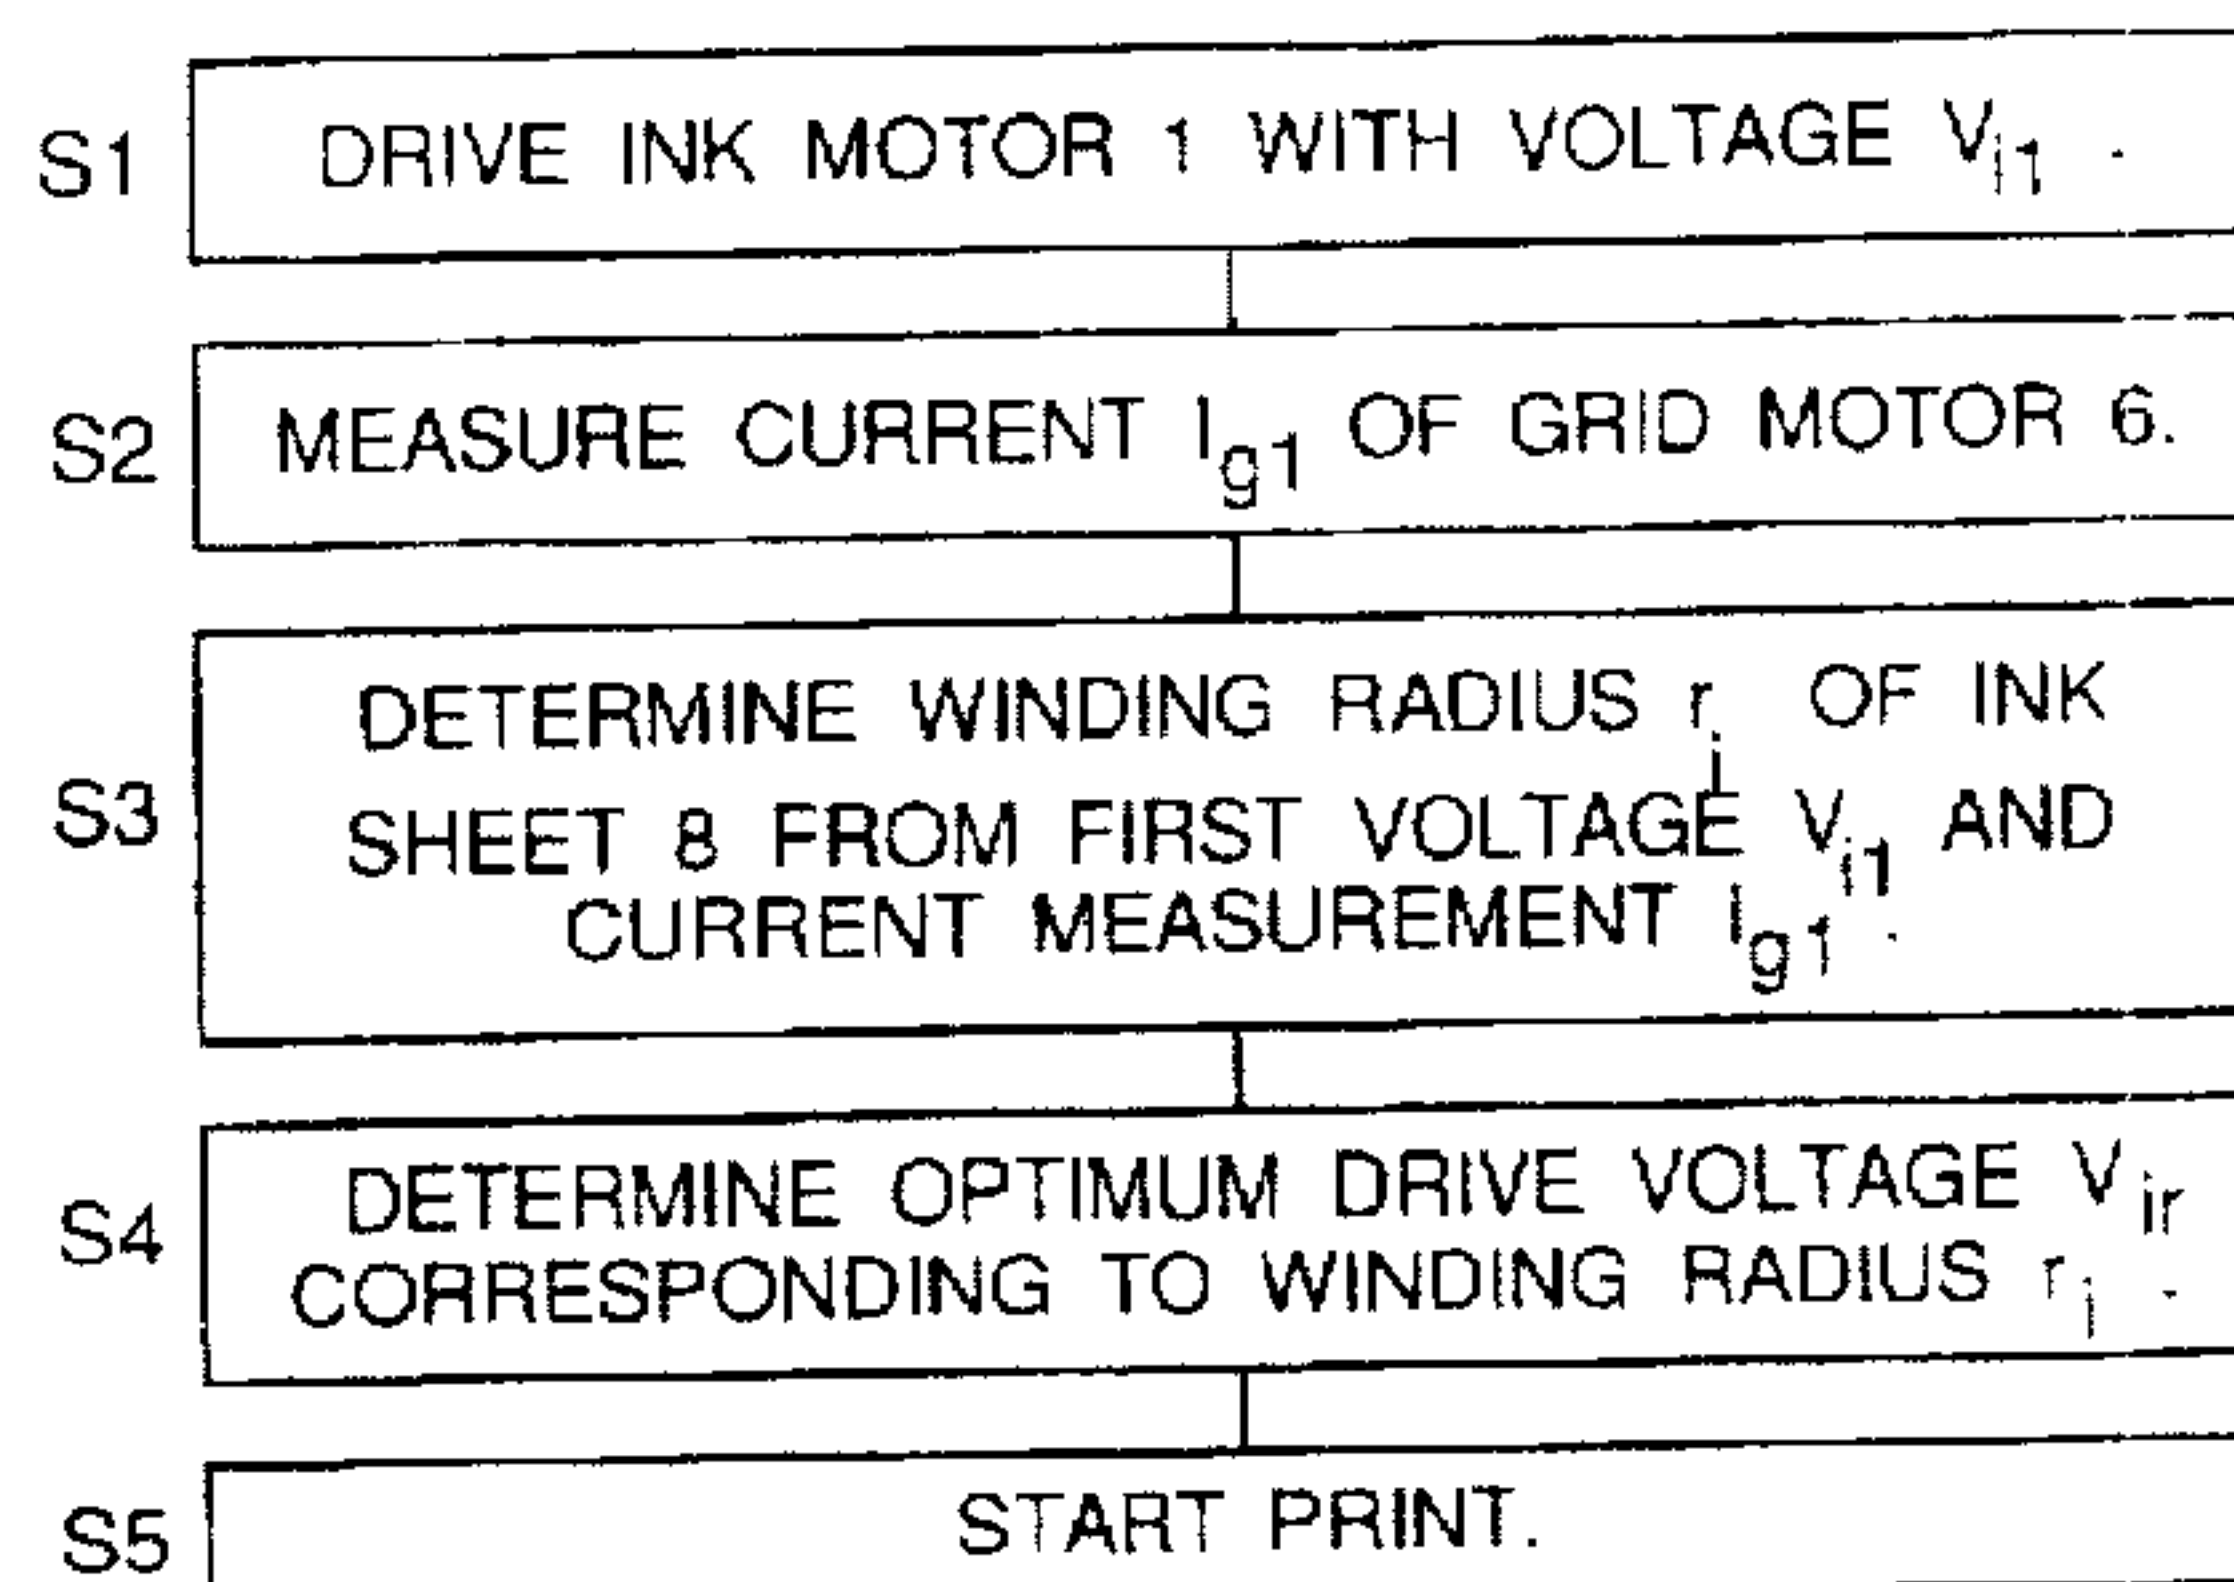 S1 DRIVE INK MOTOR 1 WITH VOLTAGE Vi1 .
S2 MEASURE CURRENT Ig1 OF GRID MOTOR 6.
DETERMINE WINDING RADIUS ri OF INK
S3 SHEET 8 FROM FIRST VOLTAGE Vi1 AND
CURRENT MEASUREMENT Ig1 .
S4 DETERMINE OPTIMUM DRIVE VOLTAGE Vir
CORRESPONDING TO WINDING RADIUS ri .
S5 START PRINT.